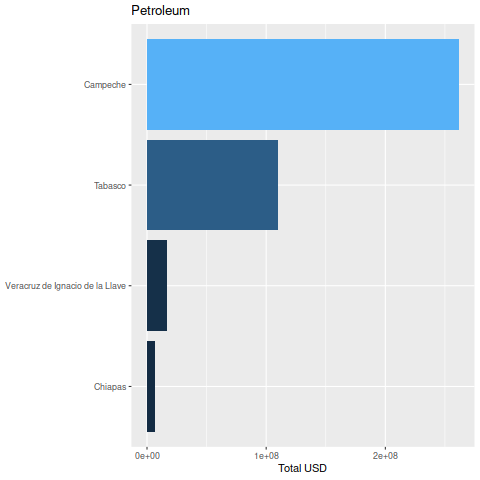 Petroleum
Campeche
Tabasco
Veracruz de Ignacio de la Llave
Chiapas
0e+00 1e+08 2e+08
Total USD